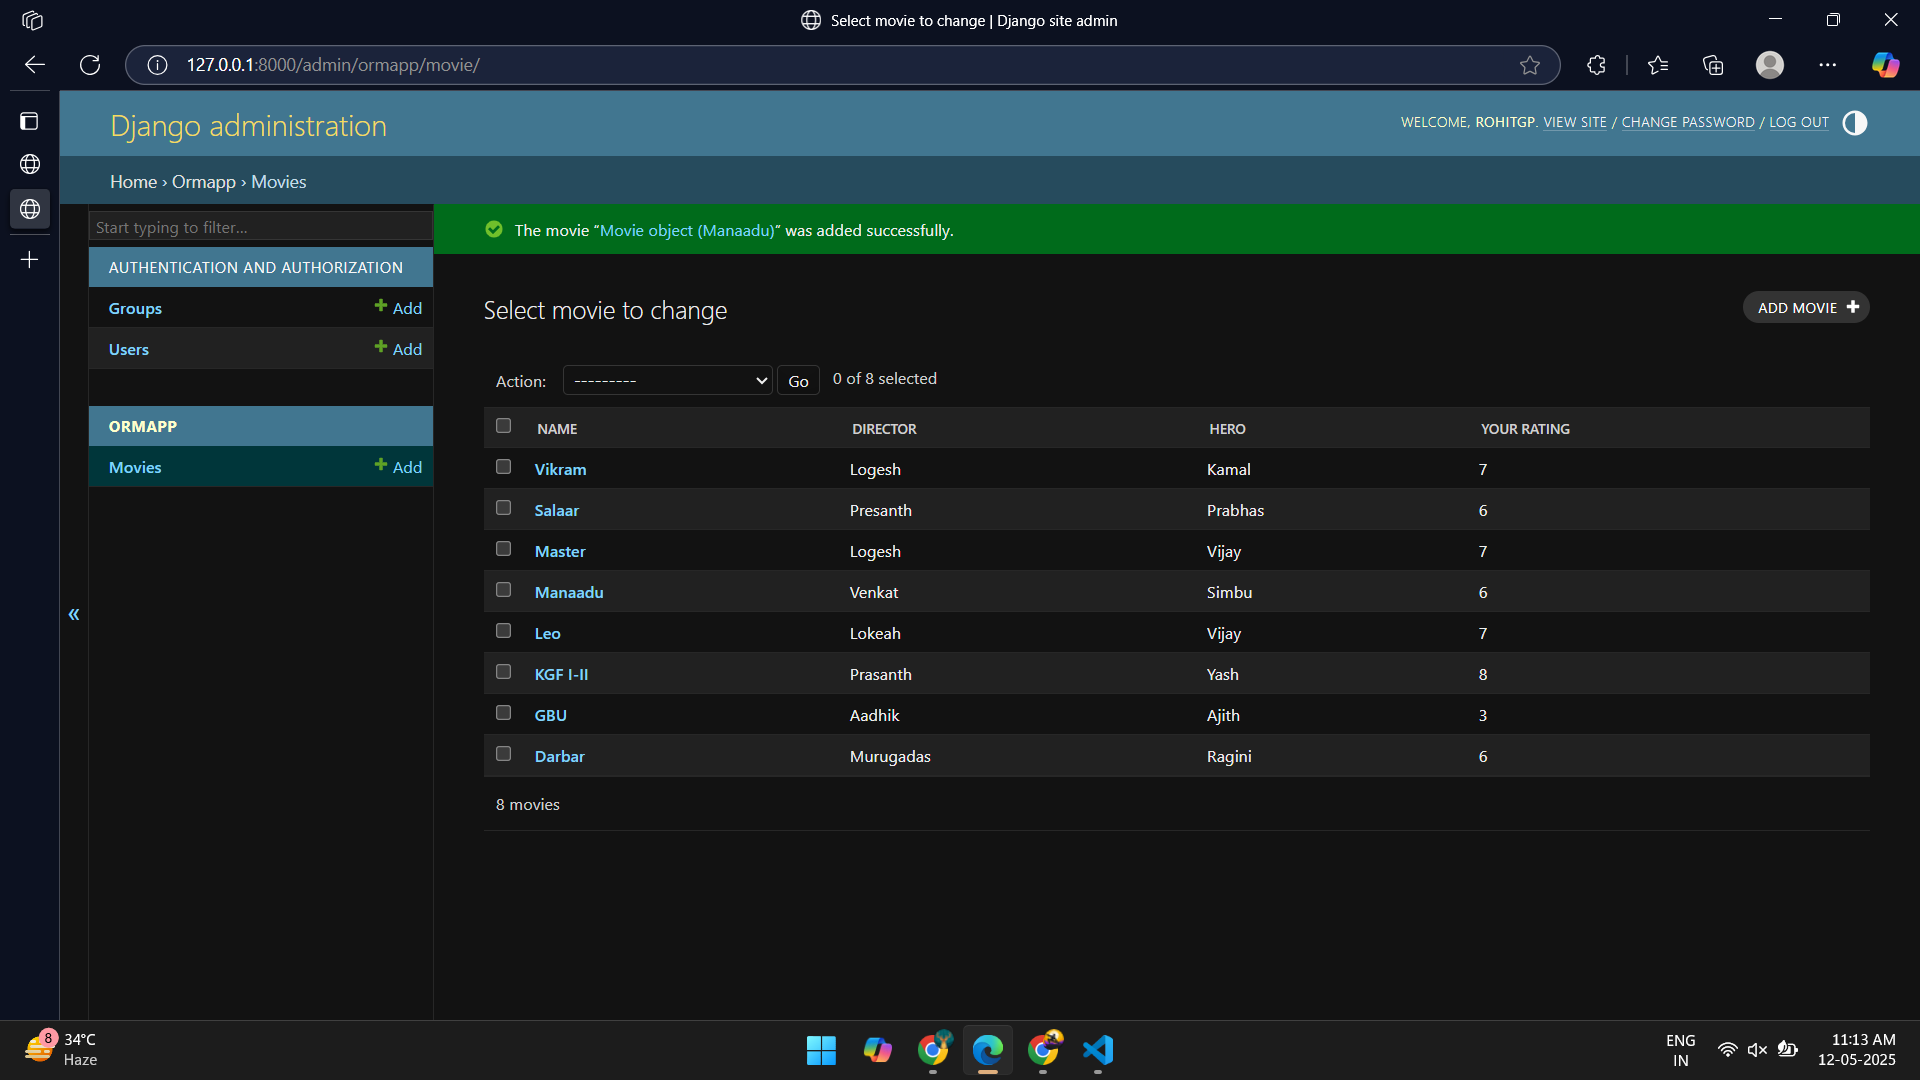 Select movie to change | Django site admin
127.0.0.1:8000/admin/ormapp/movie/
Django administration
WELCOME, ROHITGP. VIEW SITE / CHANGE PASSWORD / LOG OUT
Home › Ormapp › Movies
Start typing to filter...
The movie “Movie object (Manaadu)” was added successfully.
AUTHENTICATION AND AUTHORIZATION
Groups Add
Users Add
ORMAPP
Movies Add
«
Select movie to change
ADD MOVIE
Action: --------- Go 0 of 8 selected
NAME DIRECTOR HERO YOUR RATING
Vikram Logesh Kamal 7
Salaar Presanth Prabhas 6
Master Logesh Vijay 7
Manaadu Venkat Simbu 6
Leo Lokeah Vijay 7
KGF I-II Prasanth Yash 8
GBU Aadhik Ajith 3
Darbar Murugadas Ragini 6
8 movies
8
34°C
Haze
ENG
IN
11:13 AM
12-05-2025